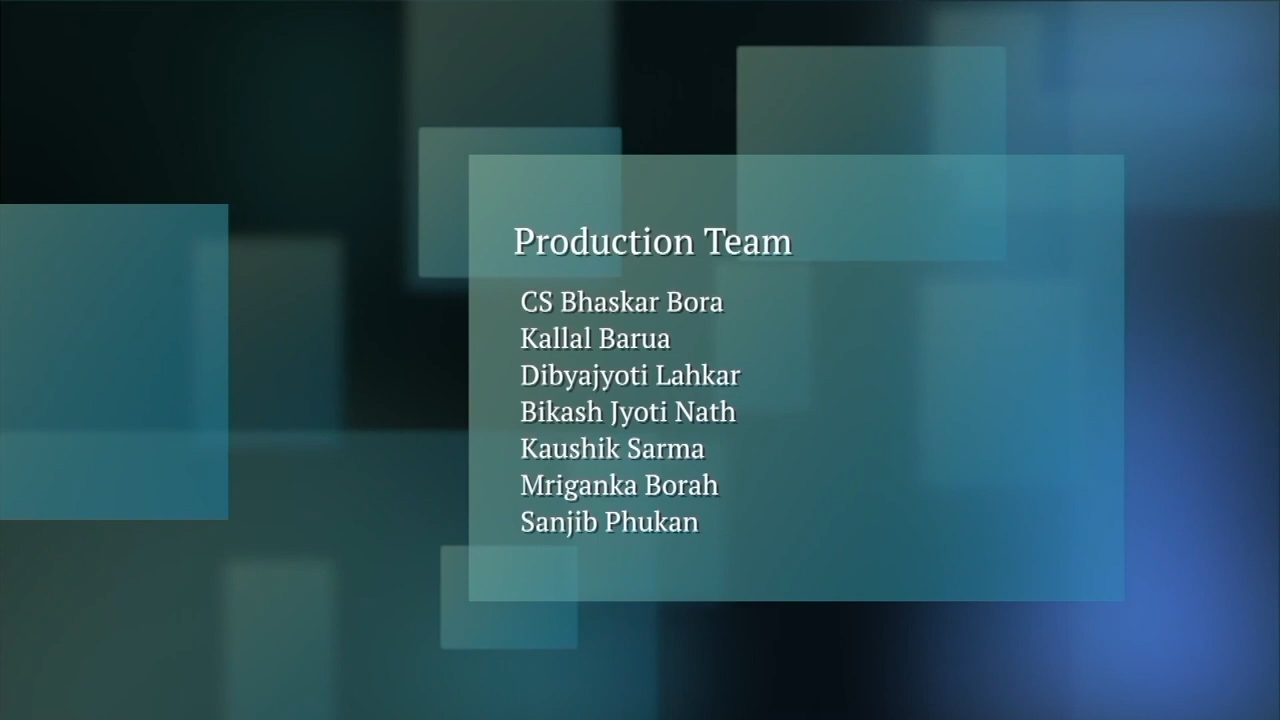 Production Team
CS Bhaskar Bora
Kallal Barua
Dibyajyoti Lahkar
Bikash Jyoti Nath
Kaushik Sarma
Mriganka Borah
Sanjib Phukan